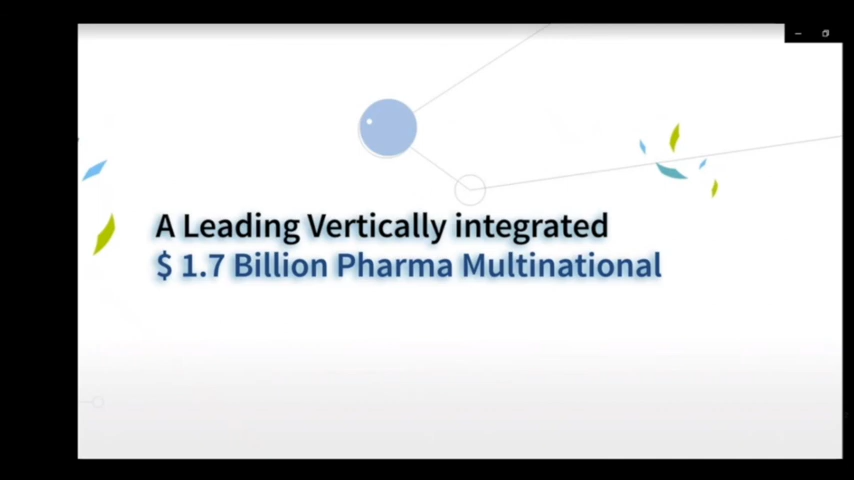 A Leading Vertically integrated
$ 1.7 Billion Pharma Multinational